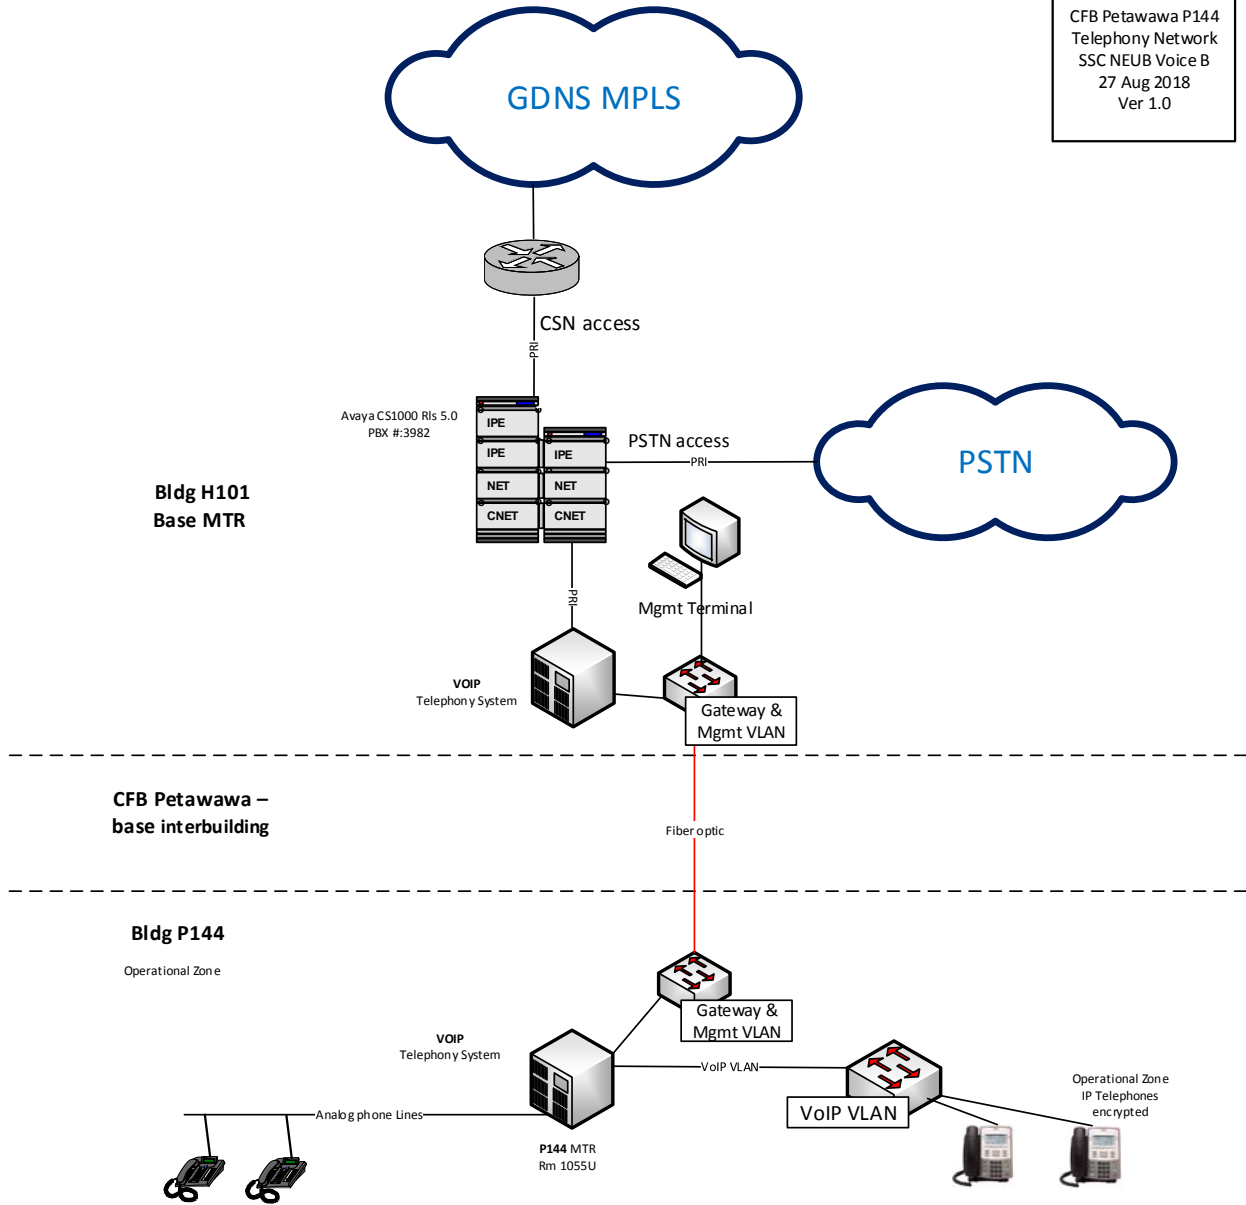 CFB Petawawa P144
Telephony Network
SSC NEUB Voice B
27 Aug 2018
Ver 1.0
GDNS MPLS
CSN access
PRI
Avaya CS1000 Rls 5.0
PBX #:3982
IPE
IPE
NET
CNET
IPE
NET
CNET
PSTN access
PRI
PSTN
Bldg H101
Base MTR
PRI
Mgmt Terminal
VOIP
Telephony System
Gateway &
Mgmt VLAN
CFB Petawawa –
base interbuilding
Fiber optic
Bldg P144
Operational Zone
Gateway &
Mgmt VLAN
VOIP
Telephony System
VoIP VLAN
VoIP VLAN
Operational Zone
IP Telephones
encrypted
Analog phone Lines
P144 MTR
Rm 1055U